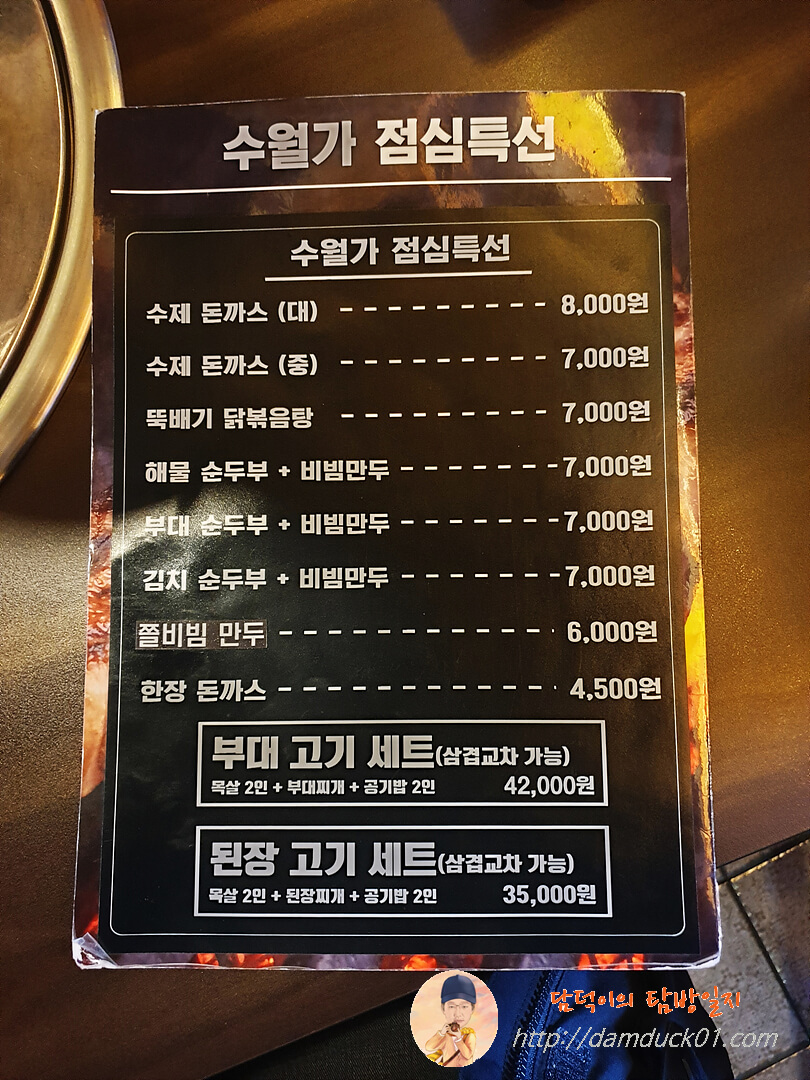 수월가 점심특선
수월가 점심특선
수제 돈까스 (대) --------- 8,000원
수제 돈까스 (중) --------- 7,000원
뚝배기 닭볶음탕 --------- 7,000원
해물 순두부 + 비빔만두 ------- 7,000원
부대 순두부 + 비빔만두 ------- 7,000원
김치 순두부 + 비빔만두 ------- 7,000원
쫄비빔 만두 ------------ 6,000원
한장 돈까스 ------------ 4,500원
부대 고기 세트(삼겹교차 가능)
목살 2인 + 부대찌개 + 공기밥 2인 42,000원
된장 고기 세트(삼겹교차 가능)
목살 2인 + 된장찌개 + 공기밥 2인 35,000원
담덕이의 탐방일지
http://damduck01.com